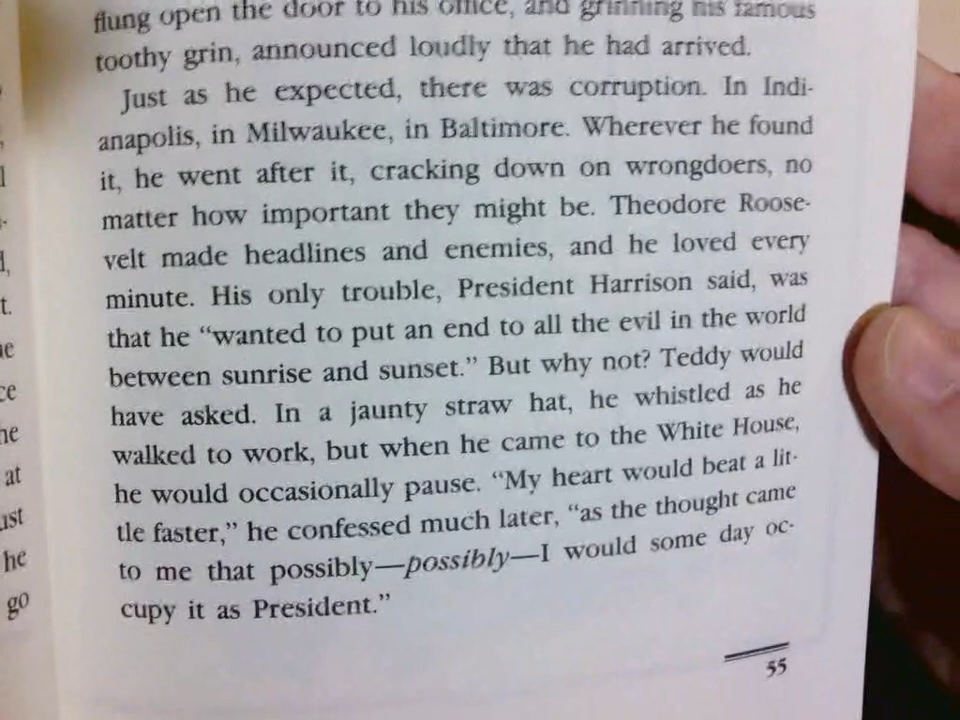 flung open the door to his office, and grinning his famous
toothy grin, announced loudly that he had arrived.
Just as he expected, there was corruption. In Indi-
anapolis, in Milwaukee, in Baltimore. Wherever he found
it, he went after it, cracking down on wrongdoers, no
matter how important they might be. Theodore Roose-
velt made headlines and enemies, and he loved every
minute. His only trouble, President Harrison said, was
that he “wanted to put an end to all the evil in the world
between sunrise and sunset.” But why not? Teddy would
have asked. In a jaunty straw hat, he whistled as he
walked to work, but when he came to the White House,
he would occasionally pause. “My heart would beat a lit-
tle faster,” he confessed much later, “as the thought came
to me that possibly—possibly—I would some day oc-
cupy it as President.”
55
at
he
go